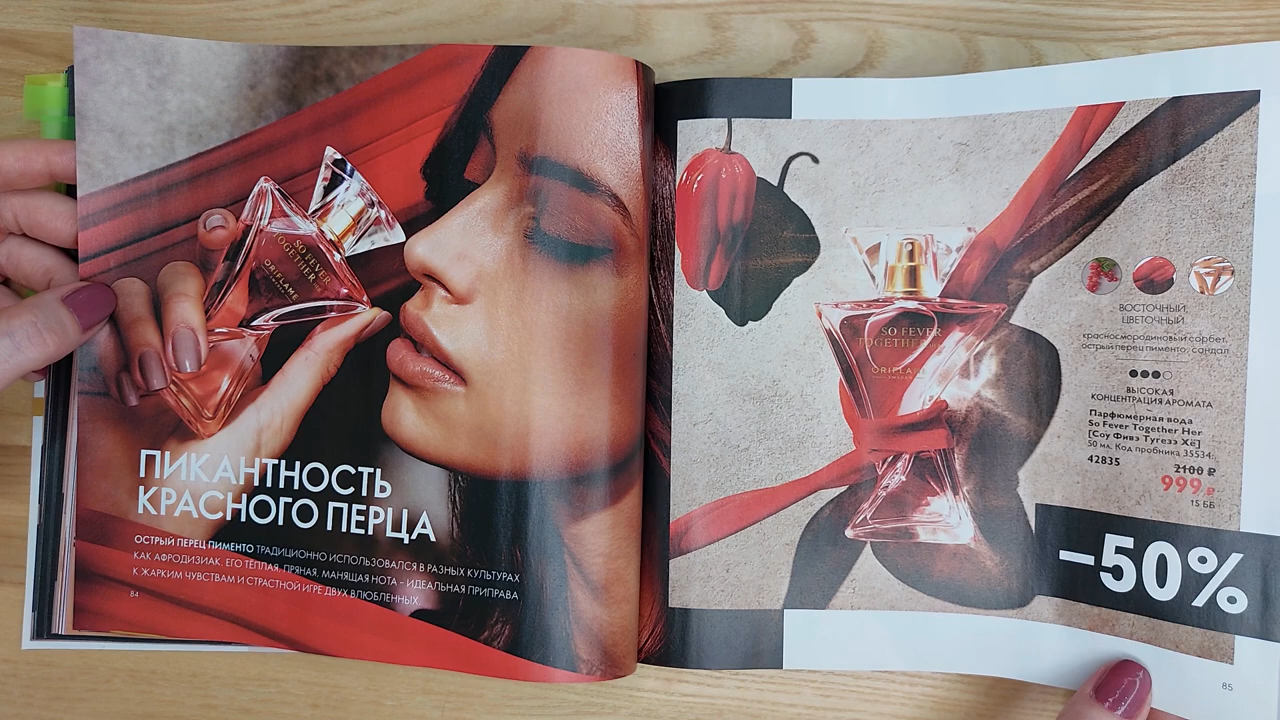 SO FEVER
TOGETHER
ORIFLAME
SWEDEN
ПИКАНТНОСТЬ
КРАСНОГО ПЕРЦА
ОСТРЫЙ ПЕРЕЦ ПИМЕНТО ТРАДИЦИОННО ИСПОЛЬЗОВАЛСЯ В РАЗНЫХ КУЛЬТУРАХ
КАК АФРОДИЗИАК. ЕГО ТЁПЛАЯ, ПРЯНАЯ, МАНЯЩАЯ НОТА – ИДЕАЛЬНАЯ ПРИПРАВА
К ЖАРКИМ ЧУВСТВАМ И СТРАСТНОЙ ИГРЕ ДВУХ ВЛЮБЛЕННЫХ.
84
SO FEVER
TOGETHER
ORIFLAME
SWEDEN
ВОСТОЧНЫЙ,
ЦВЕТОЧНЫЙ
красносмородиновый сорбет,
острый перец пименто, сандал
ВЫСОКАЯ
КОНЦЕНТРАЦИЯ АРОМАТА
Парфюмерная вода
So Fever Together Her
[Соу Фивэ Тугезэ Хё]
50 мл. Код пробника 35534.
42835
2100 ₽
999 ₽
15 ББ
–50%
85